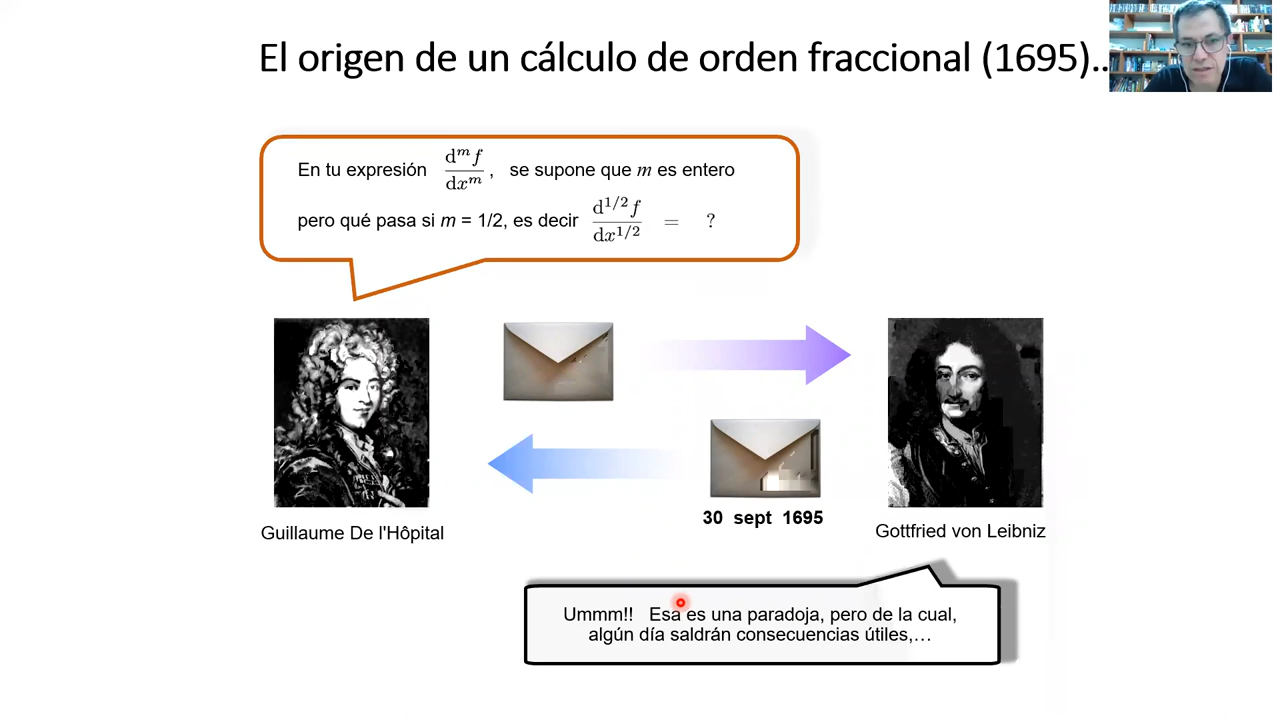 El origen de un cálculo de orden fraccional (1695)..
En tu expresión d^m f / dx^m , se supone que m es entero
pero qué pasa si m = 1/2, es decir d^1/2 f / dx^1/2 = ?
Guillaume De l'Hôpital
30 sept 1695
Gottfried von Leibniz
Ummm!! Esa es una paradoja, pero de la cual,
algún día saldrán consecuencias útiles,...